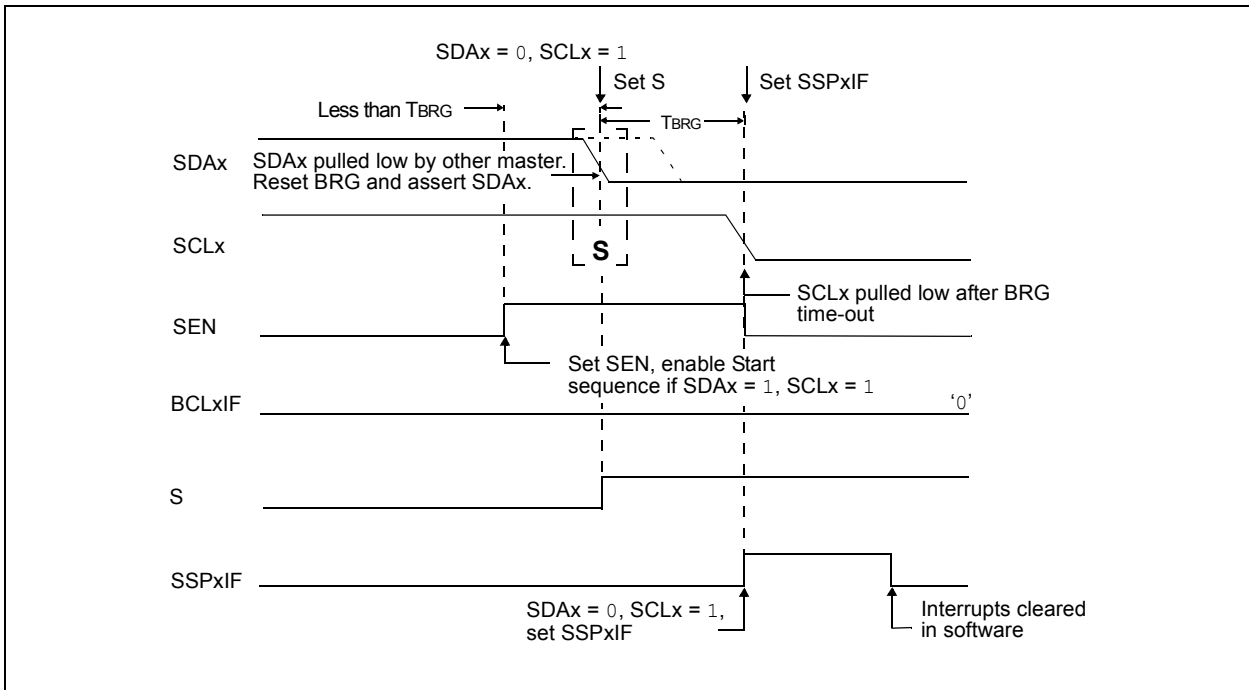 SDAx = 0, SCLx = 1
Set S
Set SSPxIF
Less than TBRG
TBRG
SDAx
SDAx pulled low by other master.
Reset BRG and assert SDAx.
SCLx
S
SCLx pulled low after BRG
time-out
SEN
Set SEN, enable Start
sequence if SDAx = 1, SCLx = 1
BCLxIF
‘0’
S
SSPxIF
SDAx = 0, SCLx = 1,
set SSPxIF
Interrupts cleared
in software